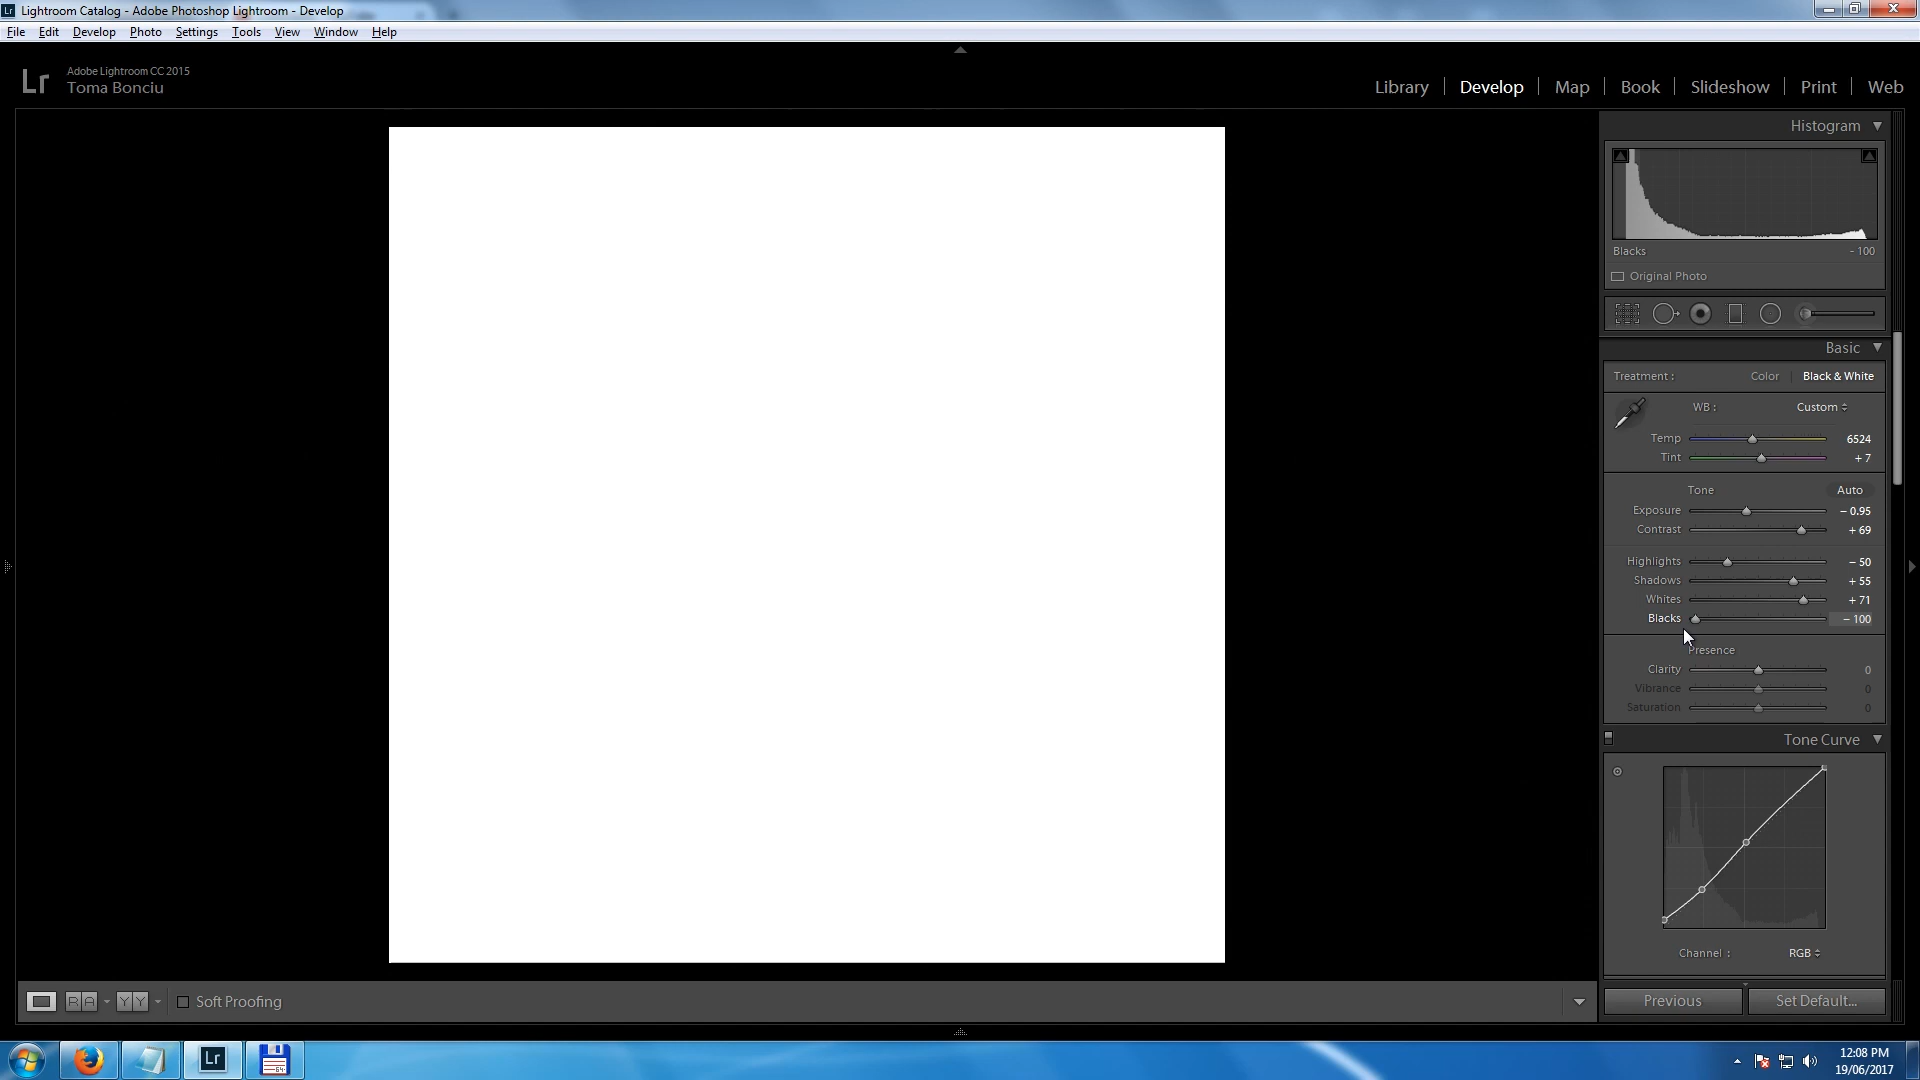 Lightroom Catalog - Adobe Photoshop Lightroom - Develop
File Edit Develop Photo Settings Tools View Window Help
Lr Adobe Lightroom CC 2015
Toma Bonciu
Library Develop Map Book Slideshow Print Web
Histogram
Blacks - 100
Original Photo
Basic
Treatment : Color Black & White
WB : Custom
Temp 6524
Tint + 7
Tone Auto
Exposure - 0.95
Contrast + 69
Highlights - 50
Shadows + 55
Whites + 71
Blacks - 100
Presence
Clarity 0
Vibrance 0
Saturation 0
Tone Curve
Channel : RGB
R A Y Y Soft Proofing
Previous Set Default...
Lr
64
12:08 PM
19/06/2017